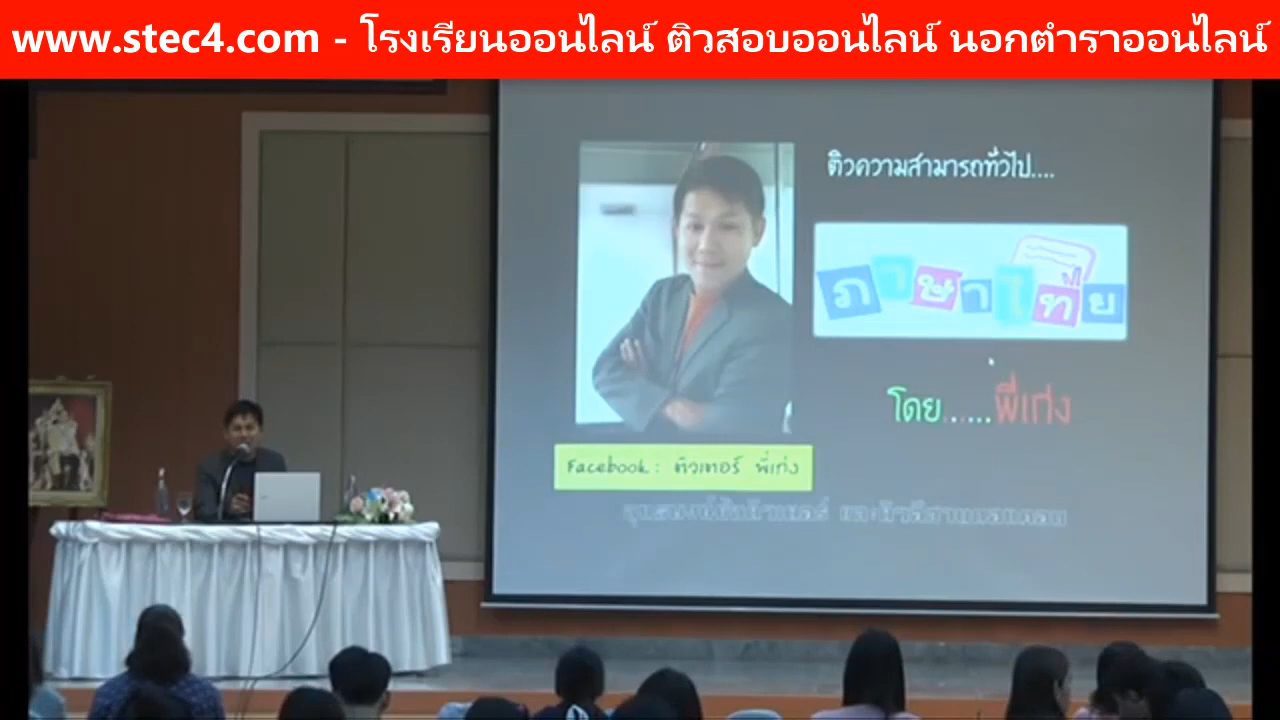 www.stec4.com - โรงเรียนออนไลน์ ติวสอบออนไลน์ นอกตำราออนไลน์
ติวความสามารถทั่วไป....
ภาษาไทย
โดย......พี่เก่ง
Facebook : ติวเตอร์ พี่เก่ง